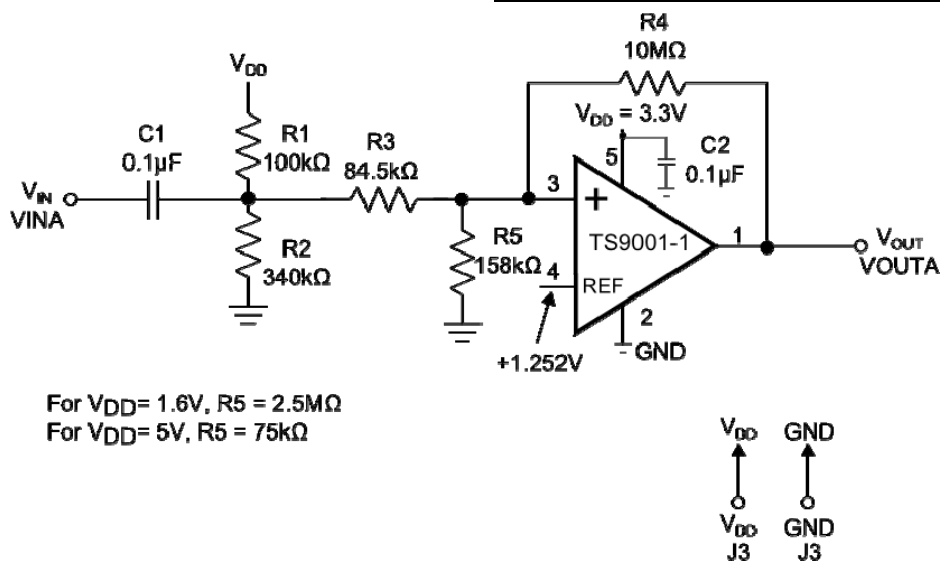 R4
10MΩ
VDD
VDD = 3.3V
C1
0.1µF
R1
100kΩ
R3
84.5kΩ
C2
0.1µF
5
3
+
VIN
VINA
TS9001-1
1
VOUT
VOUTA
R2
340kΩ
R5
158kΩ
4
REF
2
GND
+1.252V
For VDD= 1.6V, R5 = 2.5MΩ
For VDD= 5V, R5 = 75kΩ
VDD GND
VDD GND
J3 J3